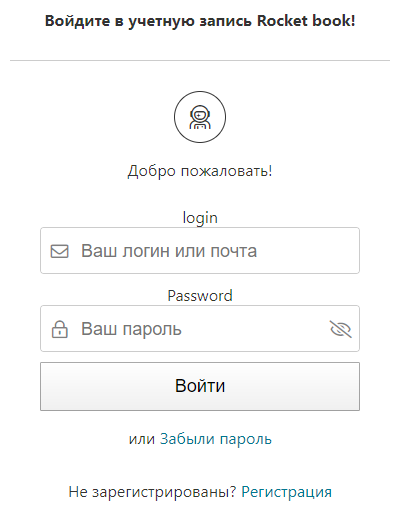 Войдите в учетную запись Rocket book!
Добро пожаловать!
login
Ваш логин или почта
Password
Ваш пароль
Войти
или Забыли пароль
Не зарегистрированы? Регистрация